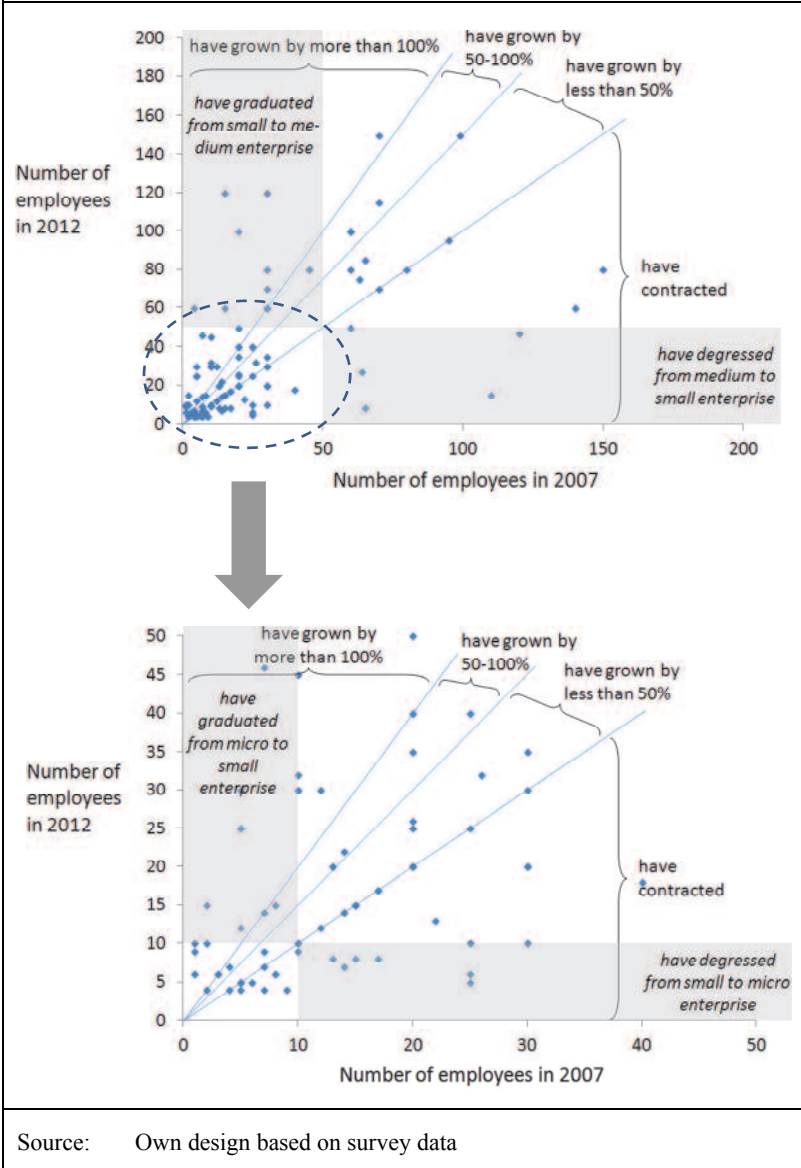 have grown by more than 100%
have grown by
50-100%
have grown by
less than 50%
have graduated
from small to me-
dium enterprise
Number of
employees
in 2012
200
180
160
140
120
100
80
60
40
20
0
have
contracted
have degressed
from medium to
small enterprise
0
50
100
150
200
Number of employees in 2007
have grown by
more than 100%
have grown by
50-100%
have grown by
less than 50%
have
graduated
from micro to
small
enterprise
Number of
employees
in 2012
50
45
40
35
30
25
20
15
10
5
0
have
contracted
have degressed
from small to micro
enterprise
0
10
20
30
40
50
Number of employees in 2007
Source: Own design based on survey data